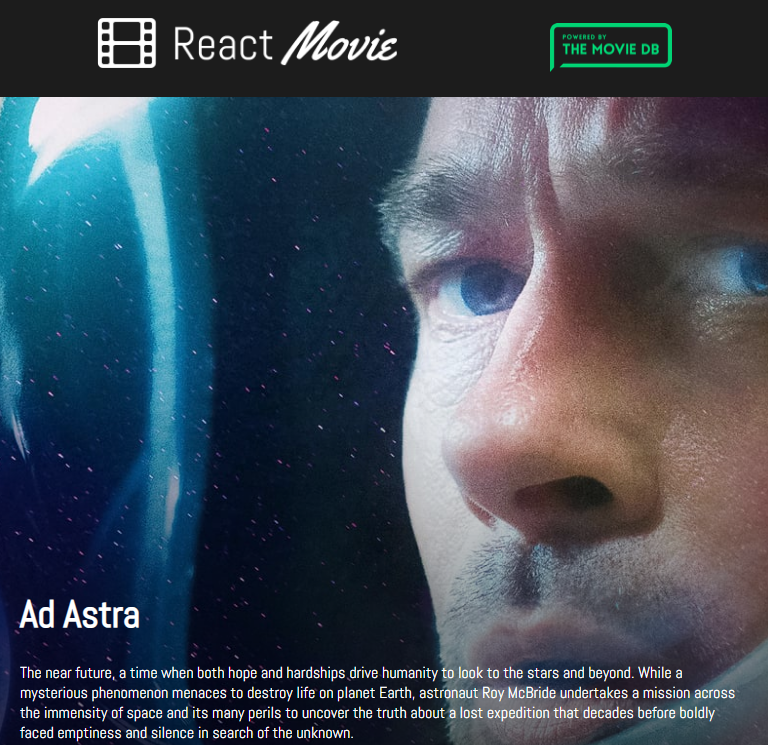 React Movie
POWERED BY
THE MOVIE DB
Ad Astra
The near future, a time when both hope and hardships drive humanity to look to the stars and beyond. While a
mysterious phenomenon menaces to destroy life on planet Earth, astronaut Roy McBride undertakes a mission across
the immensity of space and its many perils to uncover the truth about a lost expedition that decades before boldly
faced emptiness and silence in search of the unknown.